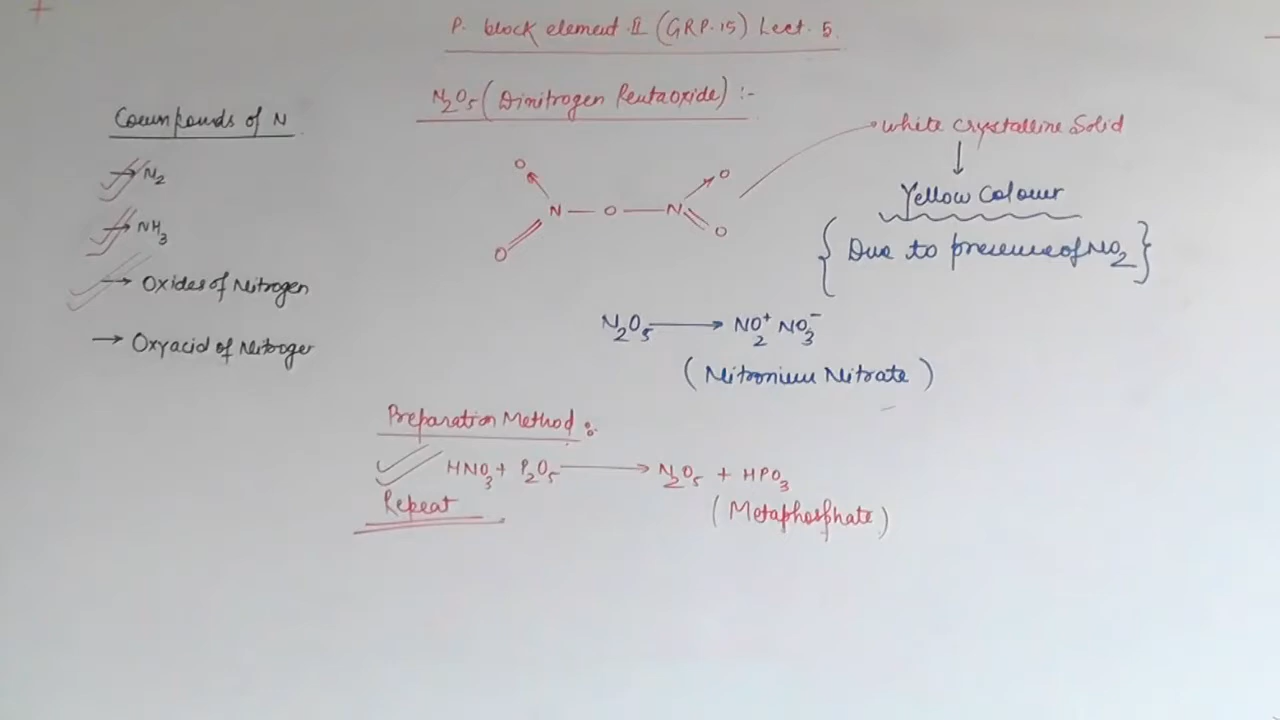 P. block element II (GRP.15) Lect. 5
N2O5 (Dinitrogen Pentaoxide) :-
Coumpounds of N
→ N2
→ NH3
→ Oxides of Nitrogen
→ Oxyacid of Nitroger
O O
N — O — N
O O
white crystalline Solid
↓
Yellow Colour
{ Due to presence of NO2 }
N2O5 → NO2+ NO3-
(Nitronium Nitrate)
Preparation Method :
HNO3 + P2O5 → N2O5 + HPO3
Repeat
(Metaphosphate)